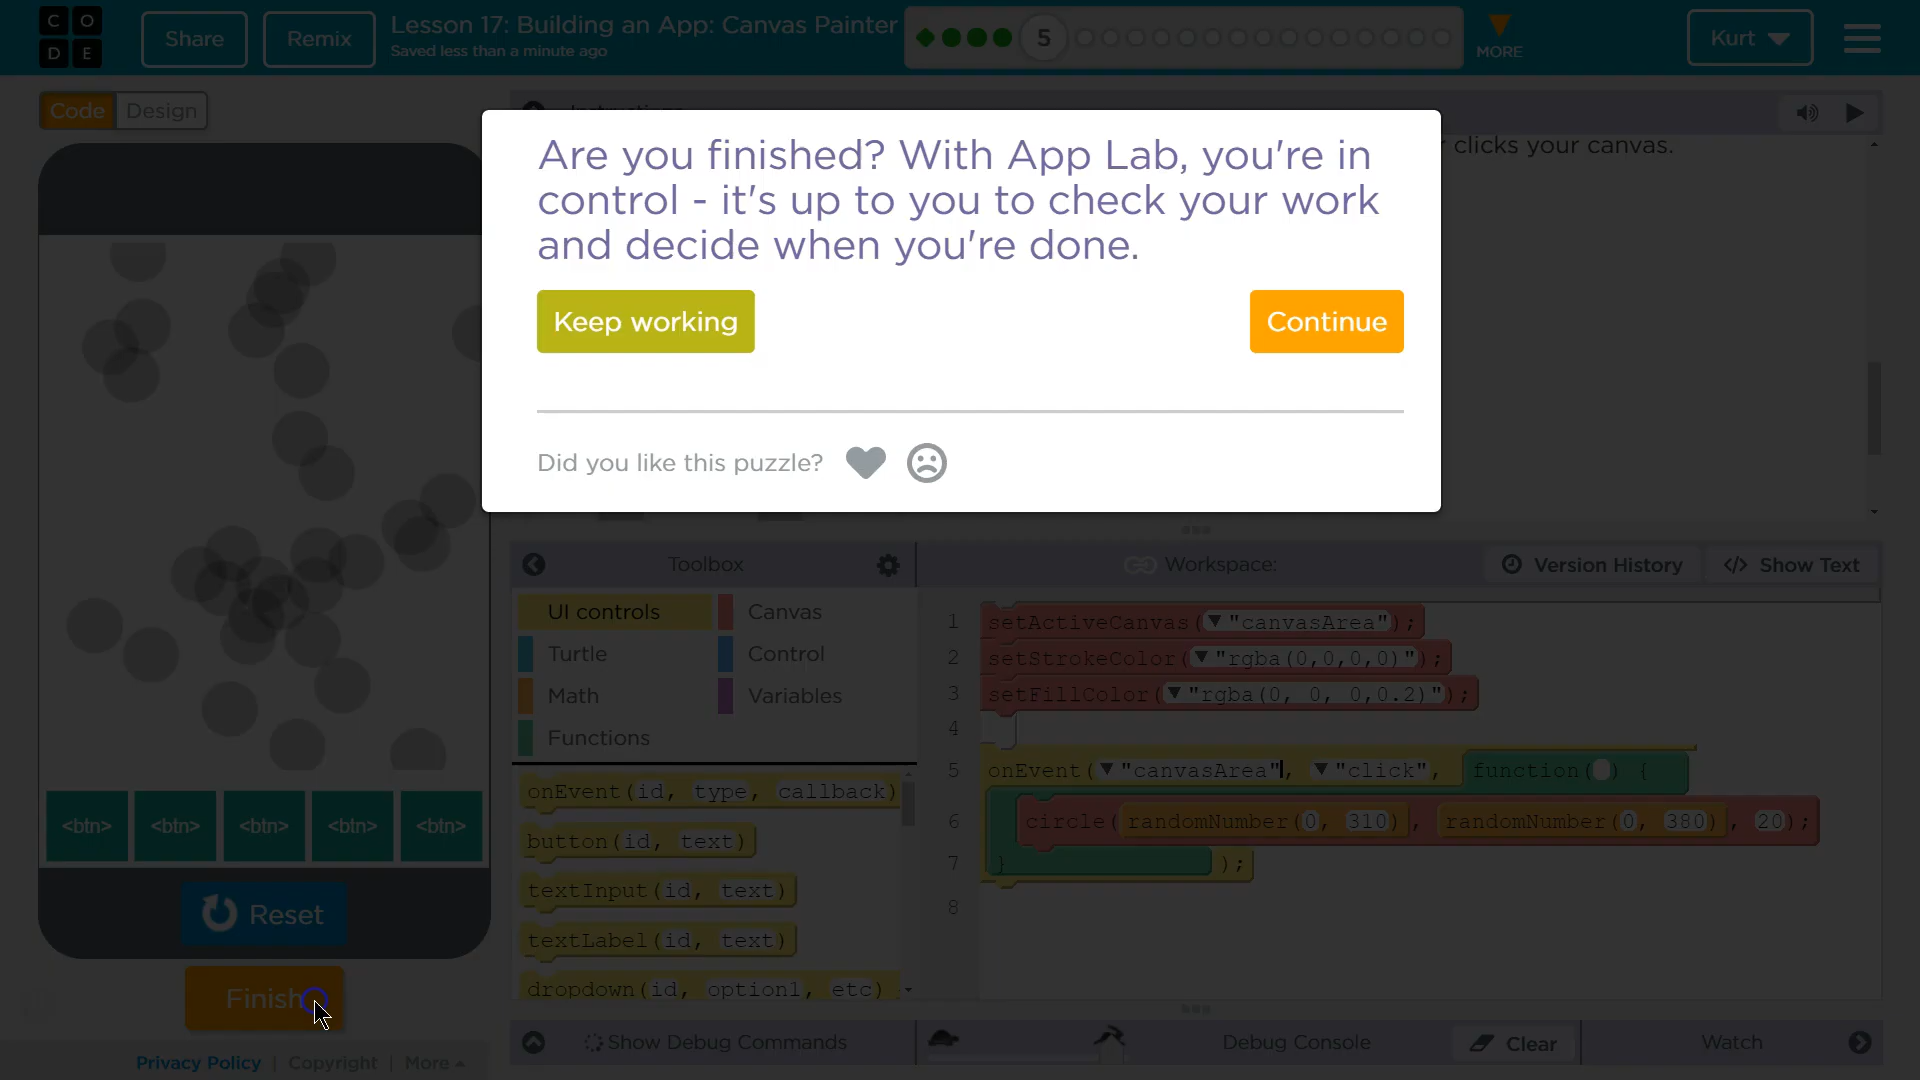 C O
D E
Share
Remix
Lesson 17: Building an App: Canvas Painter
Saved less than a minute ago
5
MORE
Kurt
Code
Design
Are you finished? With App Lab, you're in
control - it's up to you to check your work
and decide when you're done.
Keep working
Continue
Did you like this puzzle?
clicks your canvas.
Toolbox
Workspace:
Version History
</> Show Text
UI controls
Canvas
Turtle
Control
Math
Variables
Functions
onEvent(id, type, callback)
button(id, text)
textInput(id, text)
textLabel(id, text)
dropdown(id, option1, etc)
1 setActiveCanvas("canvasArea");
2 setStrokeColor("rgba(0,0,0,0)");
3 setFillColor("rgba(0, 0, 0,0.2)");
4
5 onEvent("canvasArea", "click", function() {
6 circle(randomNumber(0, 310), randomNumber(0, 380), 20);
7 } );
8
<btn>
<btn>
<btn>
<btn>
<btn>
Reset
Finish
Privacy Policy | Copyright | More
Show Debug Commands
Debug Console
Clear
Watch